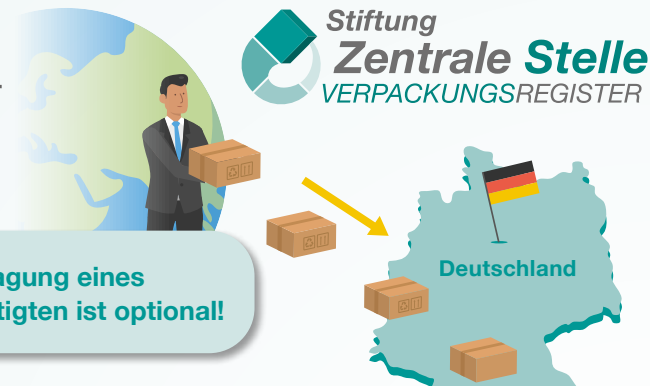 Stiftung
Zentrale Stelle
VERPACKUNGSREGISTER
Deutschland
agung eines
tigten ist optional!